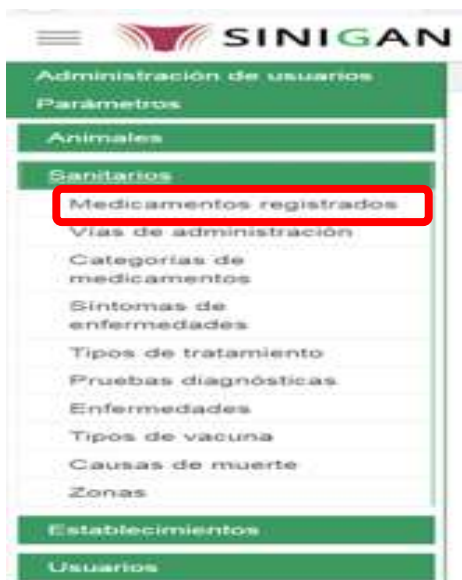 SINIGAN
Administración de usuarios
Parámetros
Animales
Sanitarios
Medicamentos registrados
Vías de administración
Categorías de
medicamentos
Síntomas de
enfermedades
Tipos de tratamiento
Pruebas diagnósticas
Enfermedades
Tipos de vacuna
Causas de muerte
Zonas
Establecimientos
Usuarios